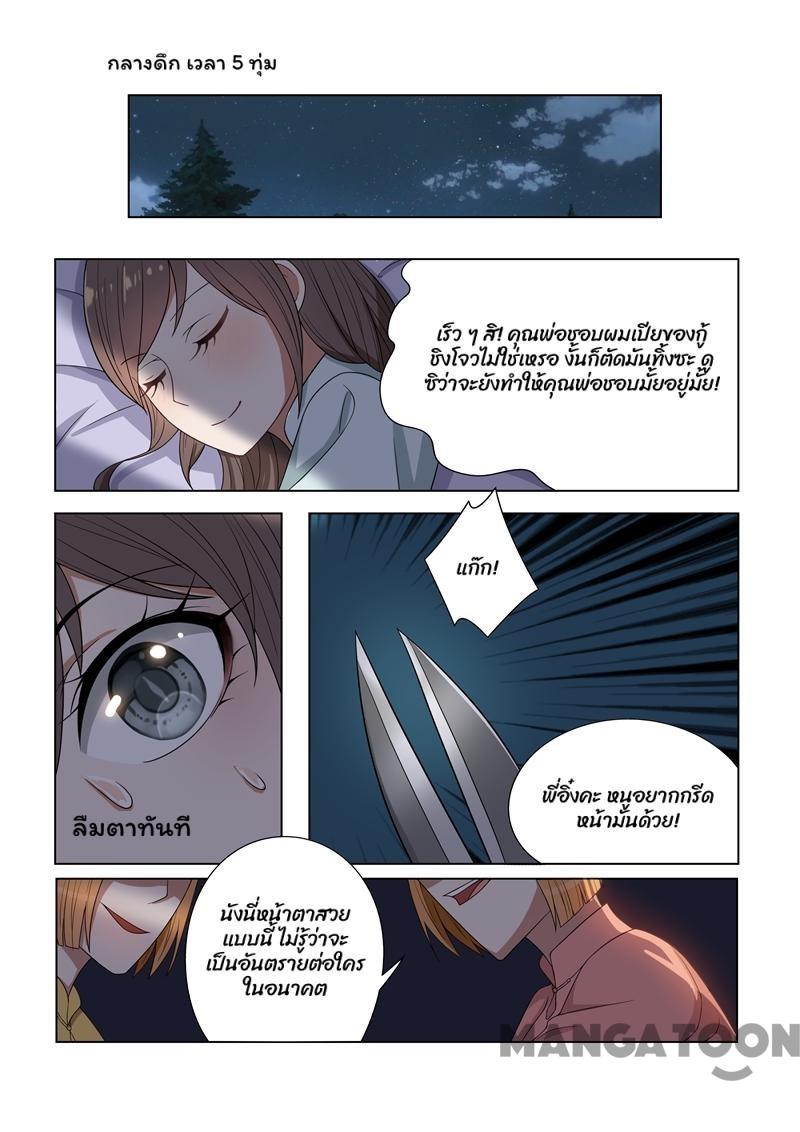 กลางดึก เวลา 5 ทุ่ม
เร็ว ๆ สิ! คุณพ่อชอบผมเปียของกู้
ชิงโจวไม่ใช่เหรอ งั้นก็ตัดมันทิ้งซะ ดู
ซิว่าจะยังทำให้คุณพ่อชอบมั้ยอยู่มั้ย!
แก๊ก!
ลืมตาทันที
พี่อิ๋งคะ หนูอยากกรีด
หน้ามันด้วย!
นังนี่หน้าตาสวย
แบบนี้ ไม่รู้ว่าจะ
เป็นอันตรายต่อใคร
ในอนาคต
MANGATOON